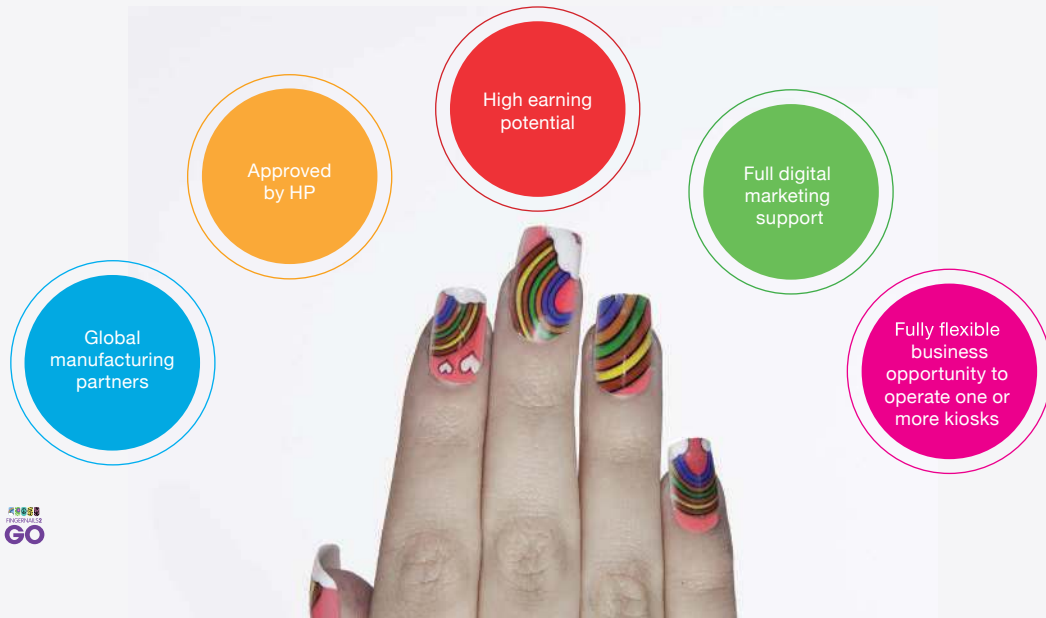 Global
manufacturing
partners
Approved
by HP
High earning
potential
Full digital
marketing
support
Fully flexible
business
opportunity to
operate one or
more kiosks
FINGERNAILS2
GO